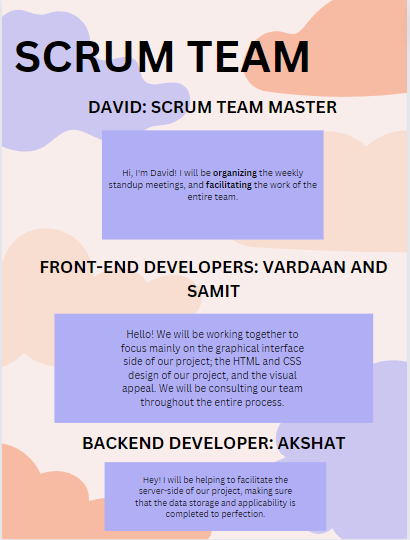 SCRUM TEAM
DAVID: SCRUM TEAM MASTER
Hi, I'm David! I will be organizing the weekly
standup meetings, and facilitating the work of the
entire team.
FRONT-END DEVELOPERS: VARDAAN AND
SAMIT
Hello! We will be working together to
focus mainly on the graphical interface
side of our project; the HTML and CSS
design of our project, and the visual
appeal. We will be consulting our team
throughout the entire process.
BACKEND DEVELOPER: AKSHAT
Hey! I will be helping to facilitate the
server-side of our project, making sure
that the data storage and applicability is
completed to perfection.